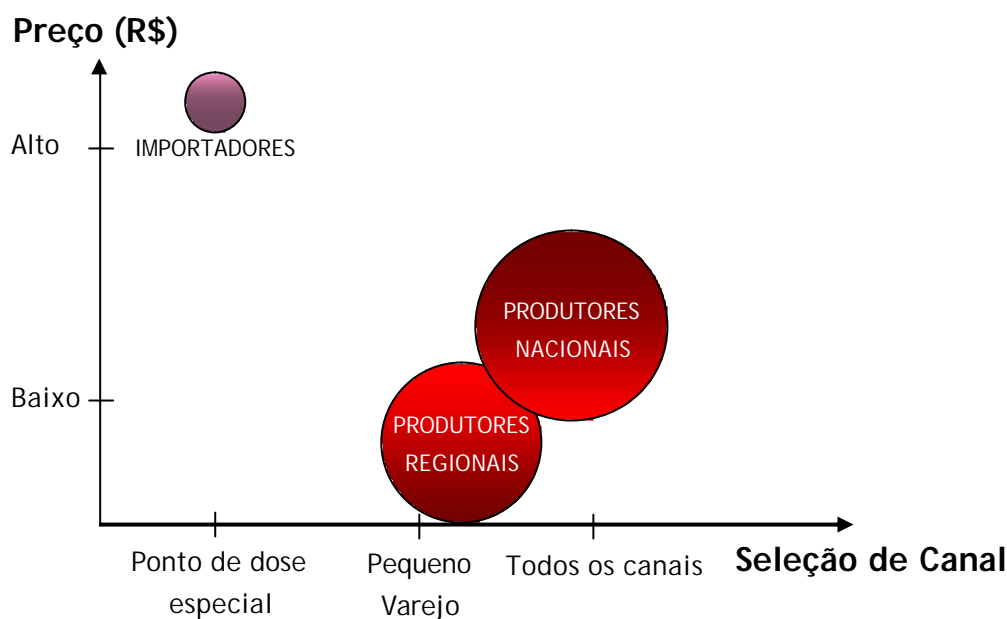 Preço (R$)
Alto
IMPORTADORES
PRODUTORES
NACIONAIS
Baixo
PRODUTORES
REGIONAIS
Ponto de dose
especial
Pequeno
Varejo
Todos os canais
Seleção de Canal